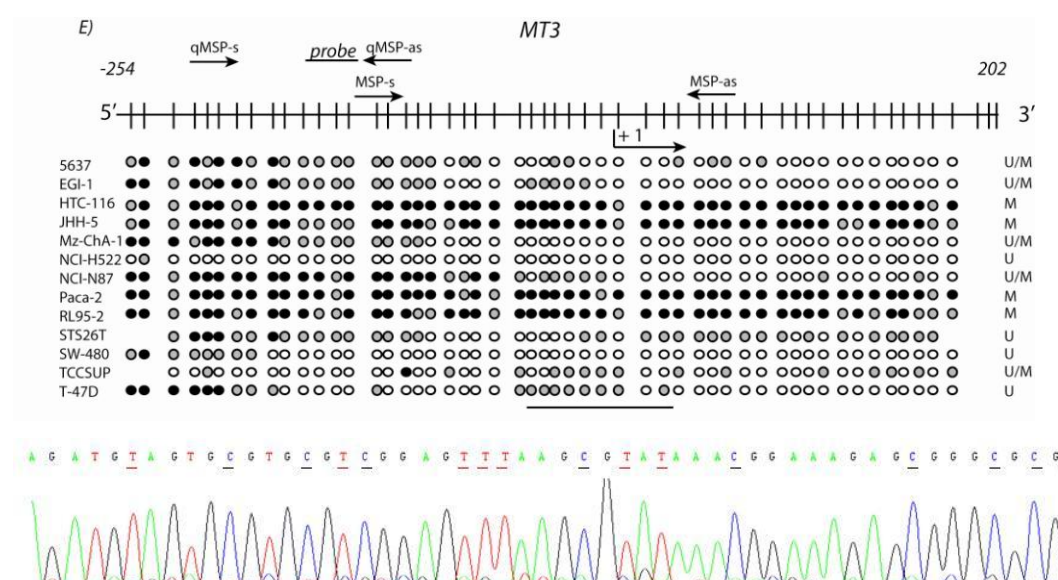 E)
MT3
qMSP-s probe qMSP-as
-254 MSP-s MSP-as 202
5' 3'
+1
5637 U/M
EGI-1 U/M
HTC-116 M
JHH-5 M
Mz-ChA-1 U/M
NCI-H522 U
NCI-N87 U/M
Paca-2 M
RL95-2 M
STS26T U
SW-480 U
TCCSUP U/M
T-47D U
A G A T G T A G T G C G T G C G T C G G A G T T T A A G C G T A T A A A C G G A A A G A G C G G G C G C G